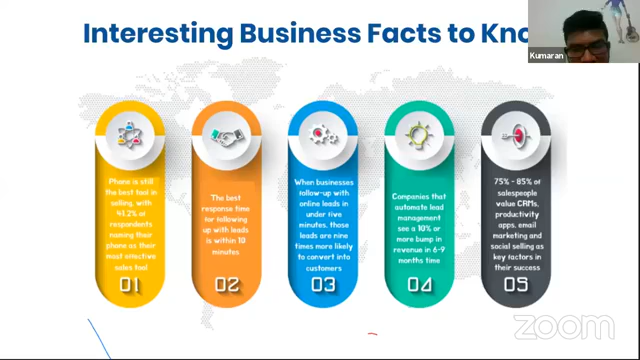 Interesting Business Facts to Kno
Kumaran
Phone is still
the best tool in
selling, with
41.2% of
respondents
naming their
phone as their
most effective
sales tool
01
The best
response time
for following
up with leads
is within 10
minutes
02
When businesses
follow-up with
online leads in
under five
minutes, those
leads are nine
times more likely
to convert into
customers
03
Companies that
automate lead
management
see a 10% or
more bump in
revenue in 6-9
months time
04
75% - 85% of
salespeople
value CRMs,
productivity
apps, email
marketing and
social selling as
key factors in
their success
05
zoom